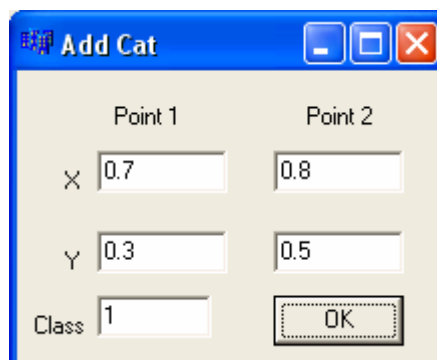 Add Cat
Point 1 Point 2
X 0.7 0.8
Y 0.3 0.5
Class 1 OK